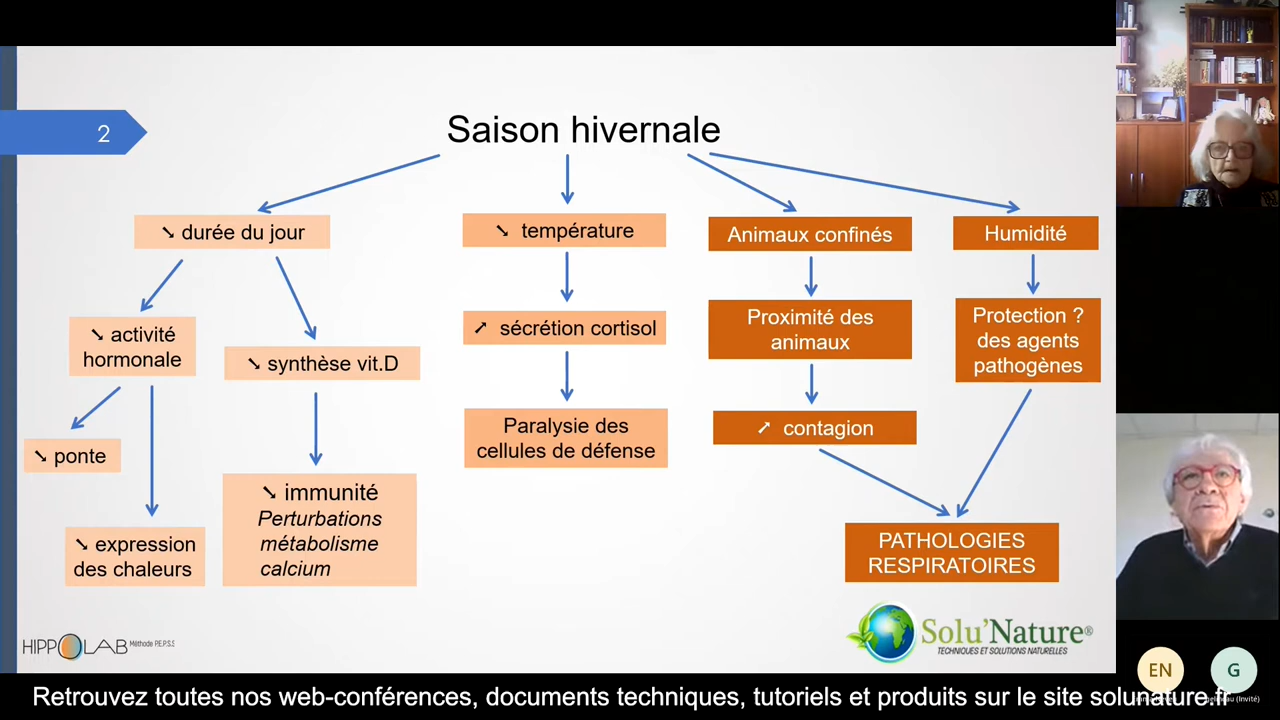 2
Saison hivernale
➘ durée du jour
➘ température
Animaux confinés
Humidité
➘ activité
hormonale
➘ synthèse vit.D
➚ sécrétion cortisol
Proximité des
animaux
Protection ?
des agents
pathogènes
➘ ponte
Paralysie des
cellules de défense
➚ contagion
➘ immunité
Perturbations
métabolisme
calcium
➘ expression
des chaleurs
PATHOLOGIES
RESPIRATOIRES
HIPPOLAB Méthode P.E.P.S.S
Solu'Nature®
TECHNIQUES ET SOLUTIONS NATURELLES
EN
G
(Invité)
Retrouvez toutes nos web-conférences, documents techniques, tutoriels et produits sur le site solunature.fr